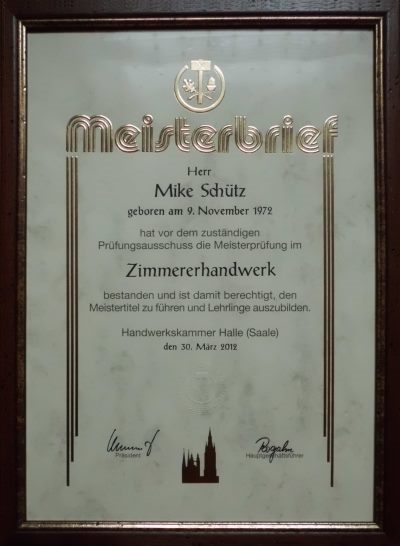 Meisterbrief
Herr
Mike Schütz
geboren am 9. November 1972
hat vor dem zuständigen
Prüfungsausschuss die Meisterprüfung im
Zimmererhandwerk
bestanden und ist damit berechtigt, den
Meistertitel zu führen und Lehrlinge auszubilden.
Handwerkskammer Halle (Saale)
den 30. März 2012
Präsident
Hauptgeschäftsführer